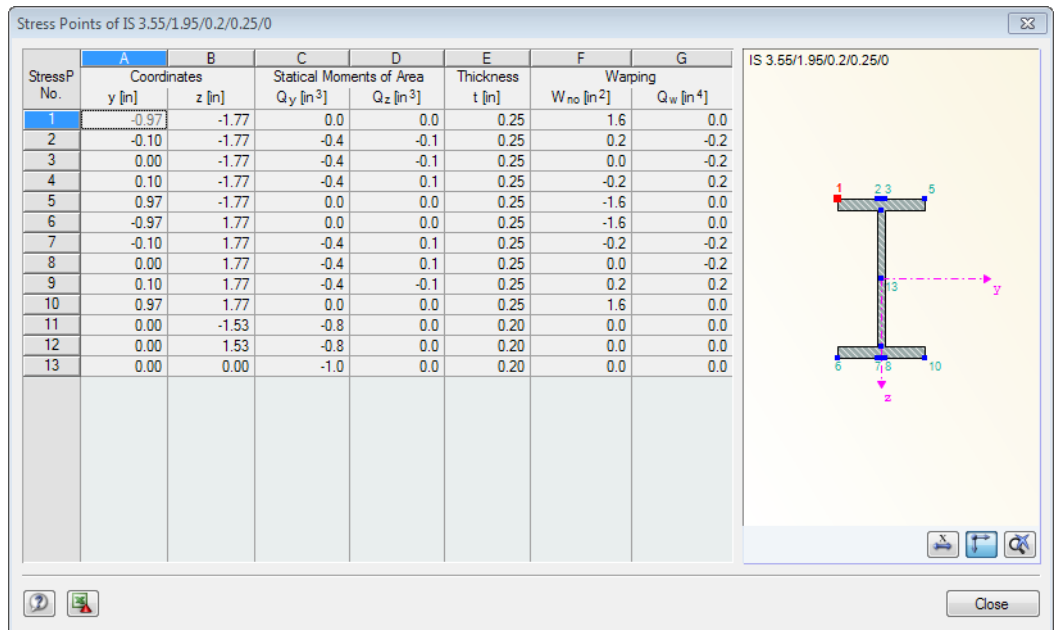 Stress Points of IS 3.55/1.95/0.2/0.25/0
A B C D E F G
StressP Coordinates Statical Moments of Area Thickness Warping
No. y [in] z [in] Q y [in 3] Q z [in 3] t [in] W no [in 2] Q w [in 4]
1 -0.97 -1.77 0.0 0.0 0.25 1.6 0.0
2 -0.10 -1.77 -0.4 -0.1 0.25 0.2 -0.2
3 0.00 -1.77 -0.4 -0.1 0.25 0.0 -0.2
4 0.10 -1.77 -0.4 0.1 0.25 -0.2 0.2
5 0.97 -1.77 0.0 0.0 0.25 -1.6 0.0
6 -0.97 1.77 0.0 0.0 0.25 -1.6 0.0
7 -0.10 1.77 -0.4 0.1 0.25 -0.2 -0.2
8 0.00 1.77 -0.4 0.1 0.25 0.0 -0.2
9 0.10 1.77 -0.4 -0.1 0.25 0.2 0.2
10 0.97 1.77 0.0 0.0 0.25 1.6 0.0
11 0.00 -1.53 -0.8 0.0 0.20 0.0 0.0
12 0.00 1.53 -0.8 0.0 0.20 0.0 0.0
13 0.00 0.00 -1.0 0.0 0.20 0.0 0.0
IS 3.55/1.95/0.2/0.25/0
1 2 3 5
13 y
6 7 8 10
z
X
Close